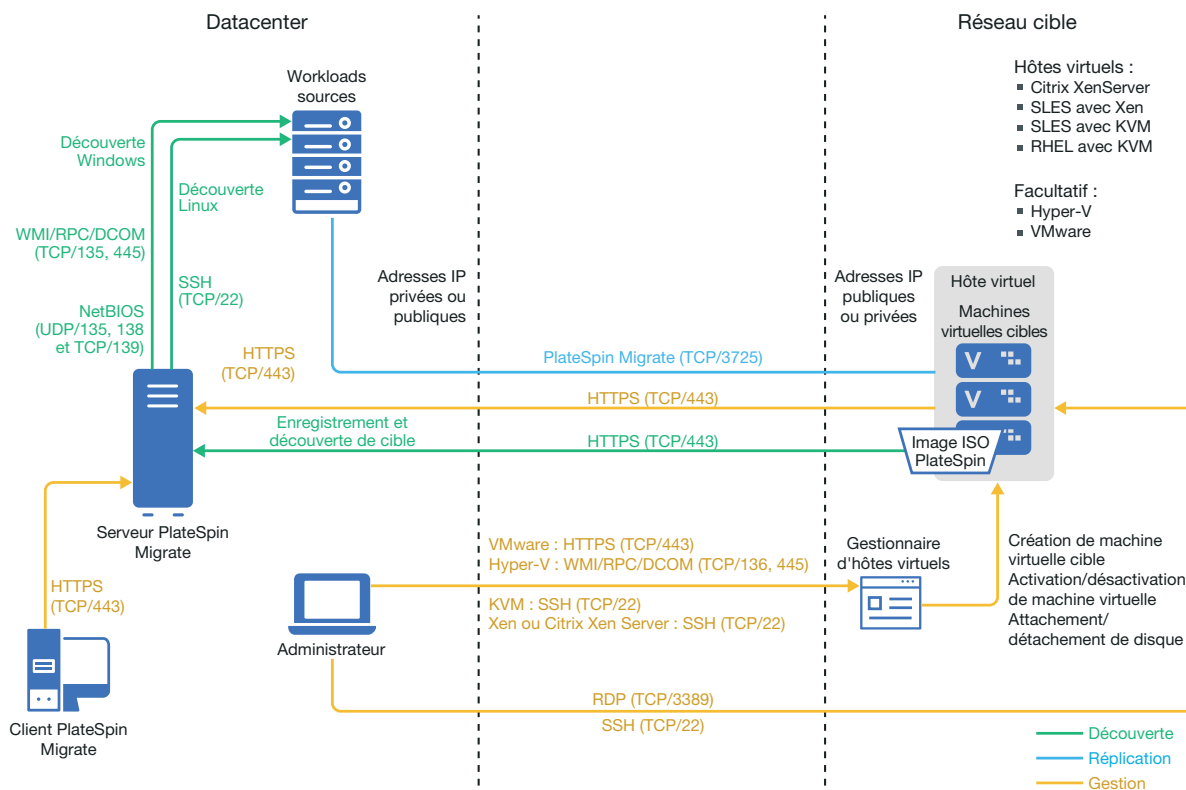 Datacenter
Réseau cible
Workloads
sources
Hôtes virtuels :
Citrix XenServer
SLES avec Xen
SLES avec KVM
RHEL avec KVM
Facultatif :
Hyper-V
VMware
Découverte
Windows
Découverte
Linux
WMI/RPC/DCOM
(TCP/135, 445)
SSH
(TCP/22)
NetBIOS
(UDP/135, 138
et TCP/139)
Adresses IP
privées ou
publiques
Adresses IP
publiques
ou privées
Hôte virtuel
Machines
virtuelles cibles
V
V
HTTPS
(TCP/443)
PlateSpin Migrate (TCP/3725)
HTTPS (TCP/443)
Enregistrement et
découverte de cible
HTTPS (TCP/443)
Image ISO
PlateSpin
Serveur PlateSpin
Migrate
HTTPS
(TCP/443)
VMware : HTTPS (TCP/443)
Hyper-V : WMI/RPC/DCOM (TCP/136, 445)
KVM : SSH (TCP/22)
Xen ou Citrix Xen Server : SSH (TCP/22)
Gestionnaire
d'hôtes virtuels
Création de machine
virtuelle cible
Activation/désactivation
de machine virtuelle
Attachement/
détachement de disque
Administrateur
RDP (TCP/3389)
SSH (TCP/22)
Client PlateSpin
Migrate
Découverte
Réplication
Gestion